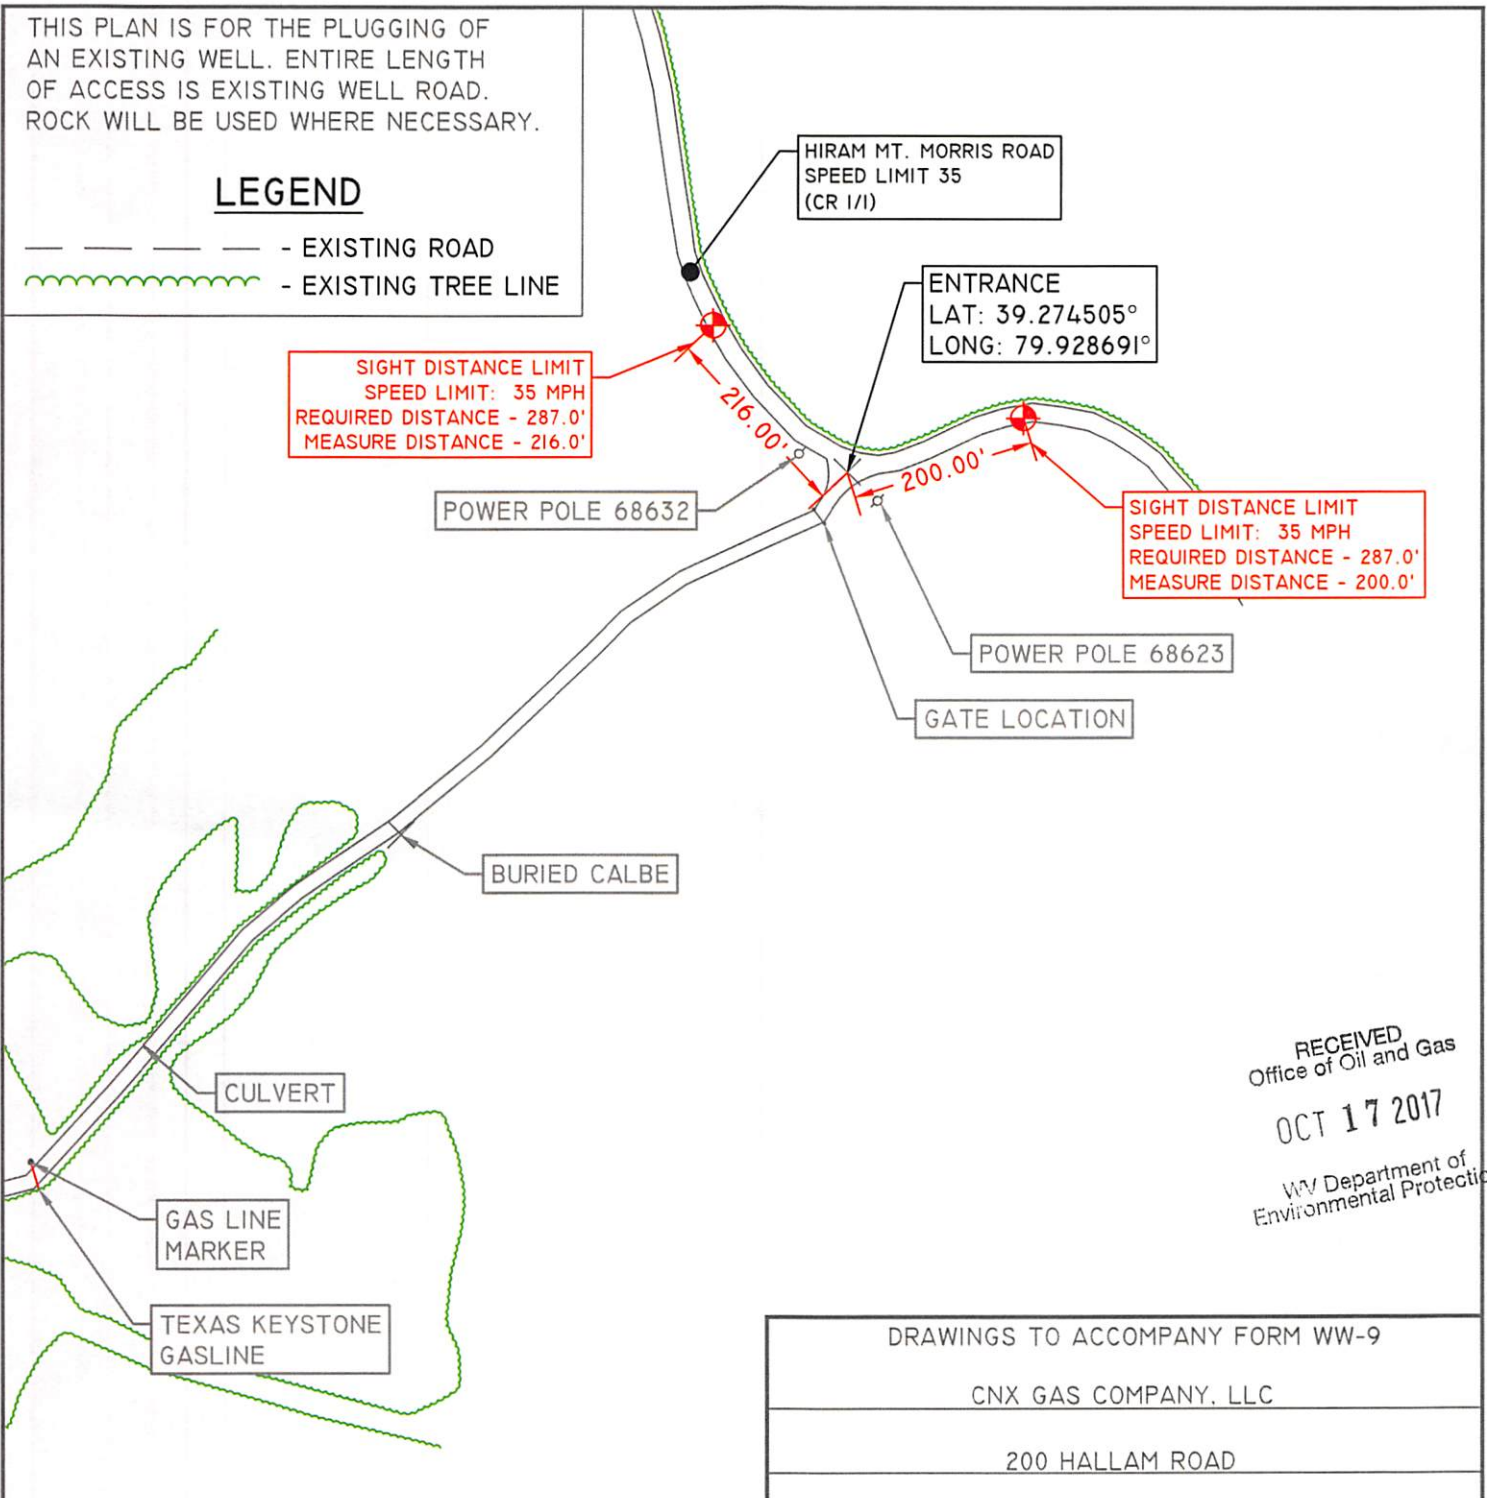 THIS PLAN IS FOR THE PLUGGING OF
AN EXISTING WELL. ENTIRE LENGTH
OF ACCESS IS EXISTING WELL ROAD.
ROCK WILL BE USED WHERE NECESSARY.
LEGEND
- EXISTING ROAD
- EXISTING TREE LINE
HIRAM MT. MORRIS ROAD
SPEED LIMIT 35
(CR 1/1)
ENTRANCE
LAT: 39.274505°
LONG: 79.928691°
SIGHT DISTANCE LIMIT
SPEED LIMIT: 35 MPH
REQUIRED DISTANCE - 287.0'
MEASURE DISTANCE - 216.0'
216.00'
200.00'
POWER POLE 68632
SIGHT DISTANCE LIMIT
SPEED LIMIT: 35 MPH
REQUIRED DISTANCE - 287.0'
MEASURE DISTANCE - 200.0'
POWER POLE 68623
GATE LOCATION
BURIED CALBE
CULVERT
GAS LINE
MARKER
TEXAS KEYSTONE
GASLINE
RECEIVED
Office of Oil and Gas
OCT 17 2017
WV Department of
Environmental Protectio
DRAWINGS TO ACCOMPANY FORM WW-9
CNX GAS COMPANY, LLC
200 HALLAM ROAD